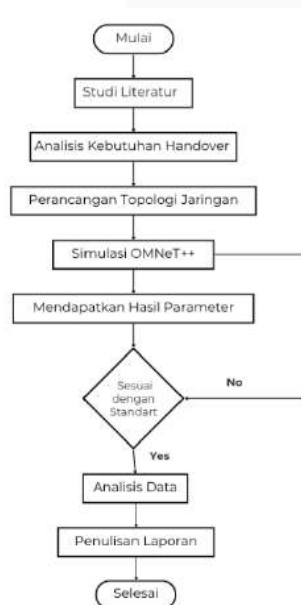 Mulai
Studi Literatur
Analisis Kebutuhan Handover
Perancangan Topologi Jaringan
Simulasi OMNeT++
Mendapatkan Hasil Parameter
Sesuai
dengan
Standart
No
Yes
Analisis Data
Penulisan Laporan
Selesai